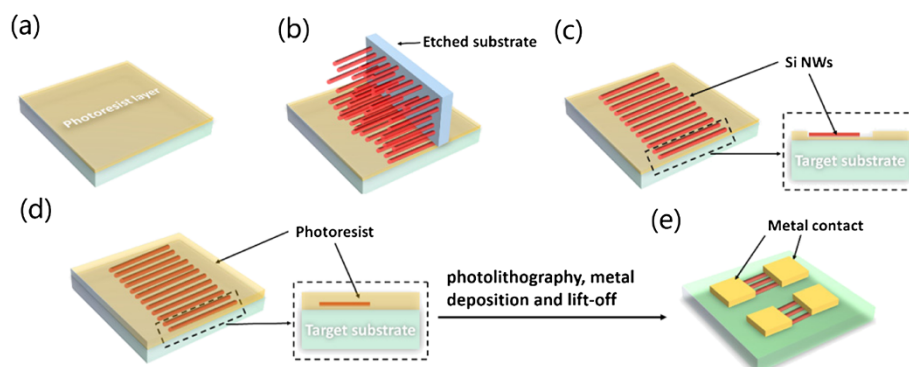 (a)
Photoresist layer
(b)
Etched substrate
(c)
Si NWs
Target substrate
(d)
Photoresist
Target substrate
photolithography, metal
deposition and lift-off
(e)
Metal contact